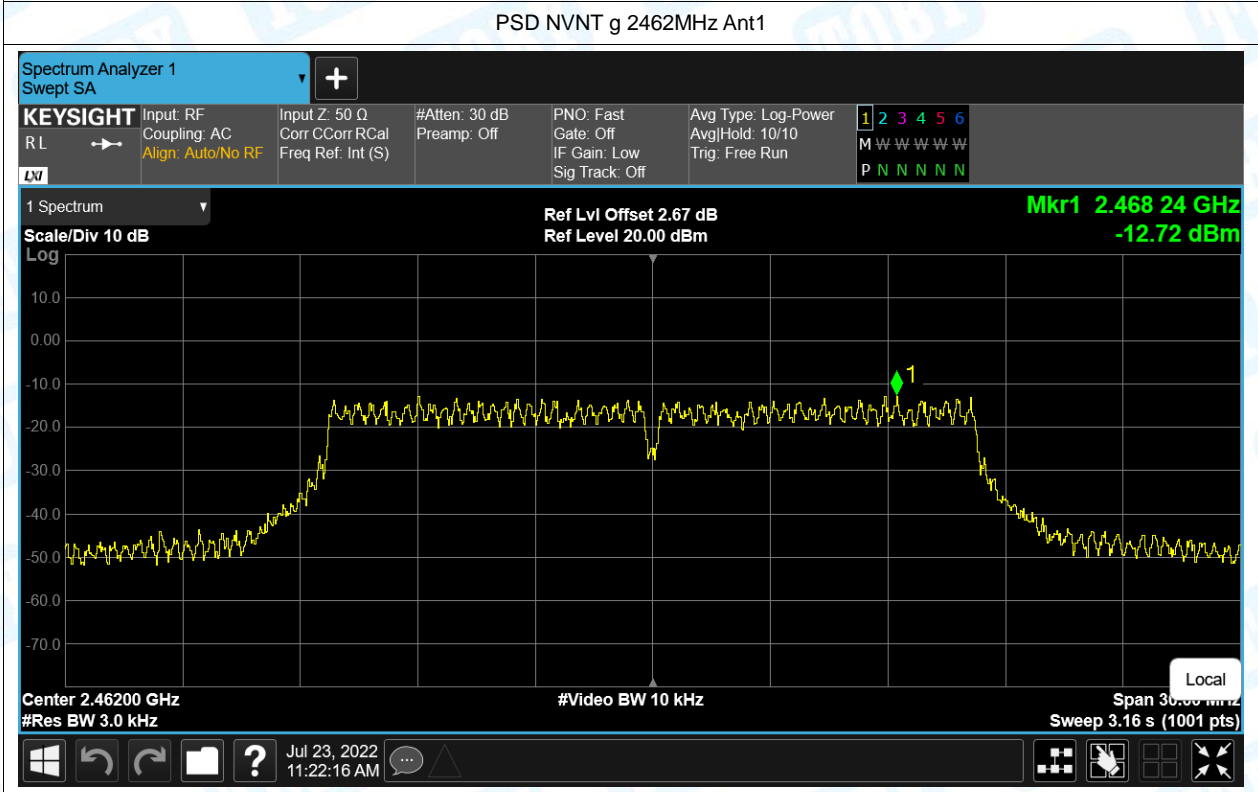 PSD NVNT g 2462MHz Ant1
Spectrum Analyzer 1
Swept SA
KEYSIGHT
R L
LXI
Input: RF
Coupling: AC
Align: Auto/No RF
Input Z: 50 Ω
Corr CCorr RCal
Freq Ref: Int (S)
#Atten: 30 dB
Preamp: Off
PNO: Fast
Gate: Off
IF Gain: Low
Sig Track: Off
Avg Type: Log-Power
Avg|Hold: 10/10
Trig: Free Run
1 2 3 4 5 6
M W W W W W
P N N N N N
1 Spectrum
Scale/Div 10 dB
Log
Ref Lvl Offset 2.67 dB
Ref Level 20.00 dBm
Mkr1 2.468 24 GHz
-12.72 dBm
10.0
0.00
-10.0
-20.0
-30.0
-40.0
-50.0
-60.0
-70.0
1
Center 2.46200 GHz
#Res BW 3.0 kHz
#Video BW 10 kHz
Local
Span 30.00 MHz
Sweep 3.16 s (1001 pts)
?
Jul 23, 2022
11:22:16 AM